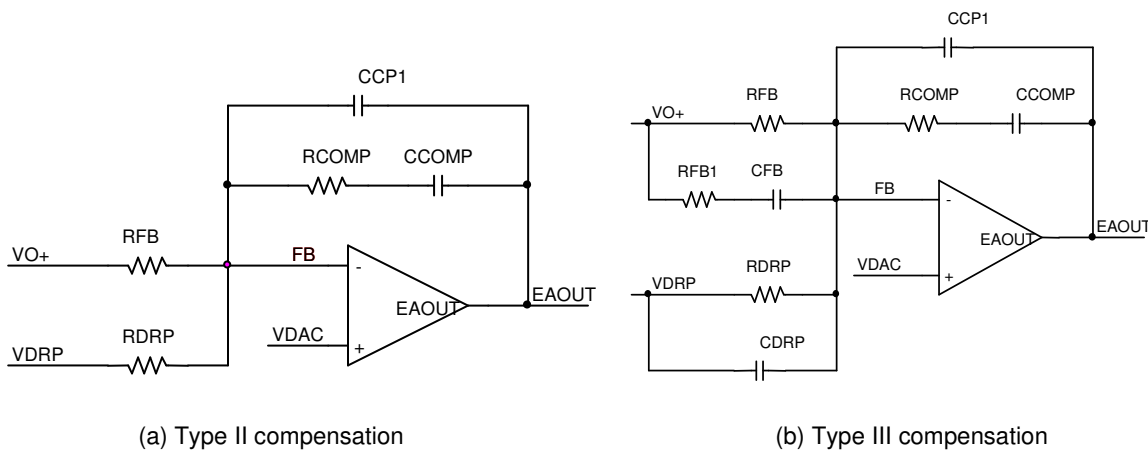 CCP1
RCOMP CCOMP
RFB
VO+
FB
EAOUT
EAOUT
RDRP
VDAC
VDRP
-
+
(a) Type II compensation
CCP1
RFB
RCOMP CCOMP
VO+
RFB1 CFB
FB
EAOUT
EAOUT
RDRP
VDAC
VDRP
-
+
CDRP
(b) Type III compensation